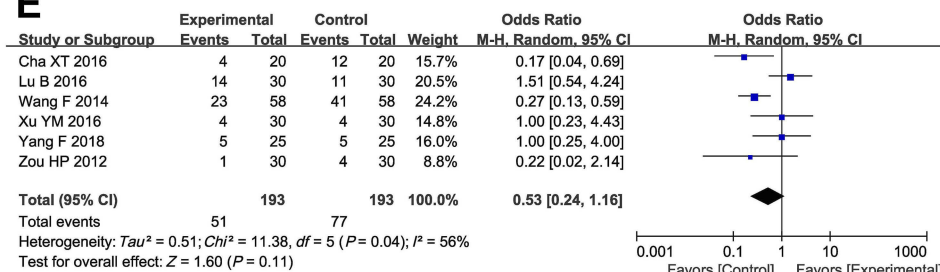 E
Experimental Control Odds Ratio Odds Ratio
Study or Subgroup Events Total Events Total Weight M-H, Random, 95% CI M-H, Random, 95% CI
Cha XT 2016 4 20 12 20 15.7% 0.17 [0.04, 0.69]
Lu B 2016 14 30 11 30 20.5% 1.51 [0.54, 4.24]
Wang F 2014 23 58 41 58 24.2% 0.27 [0.13, 0.59]
Xu YM 2016 4 30 4 30 14.8% 1.00 [0.23, 4.43]
Yang F 2018 5 25 5 25 16.0% 1.00 [0.25, 4.00]
Zou HP 2012 1 30 4 30 8.8% 0.22 [0.02, 2.14]
Total (95% CI) 193 193 100.0% 0.53 [0.24, 1.16]
Total events 51 77
Heterogeneity: Tau² = 0.51; Chi² = 11.38, df = 5 (P = 0.04); I² = 56%
Test for overall effect: Z = 1.60 (P = 0.11)
0.001 0.1 1 10 1000
Favors [Control] Favors [Experimental]